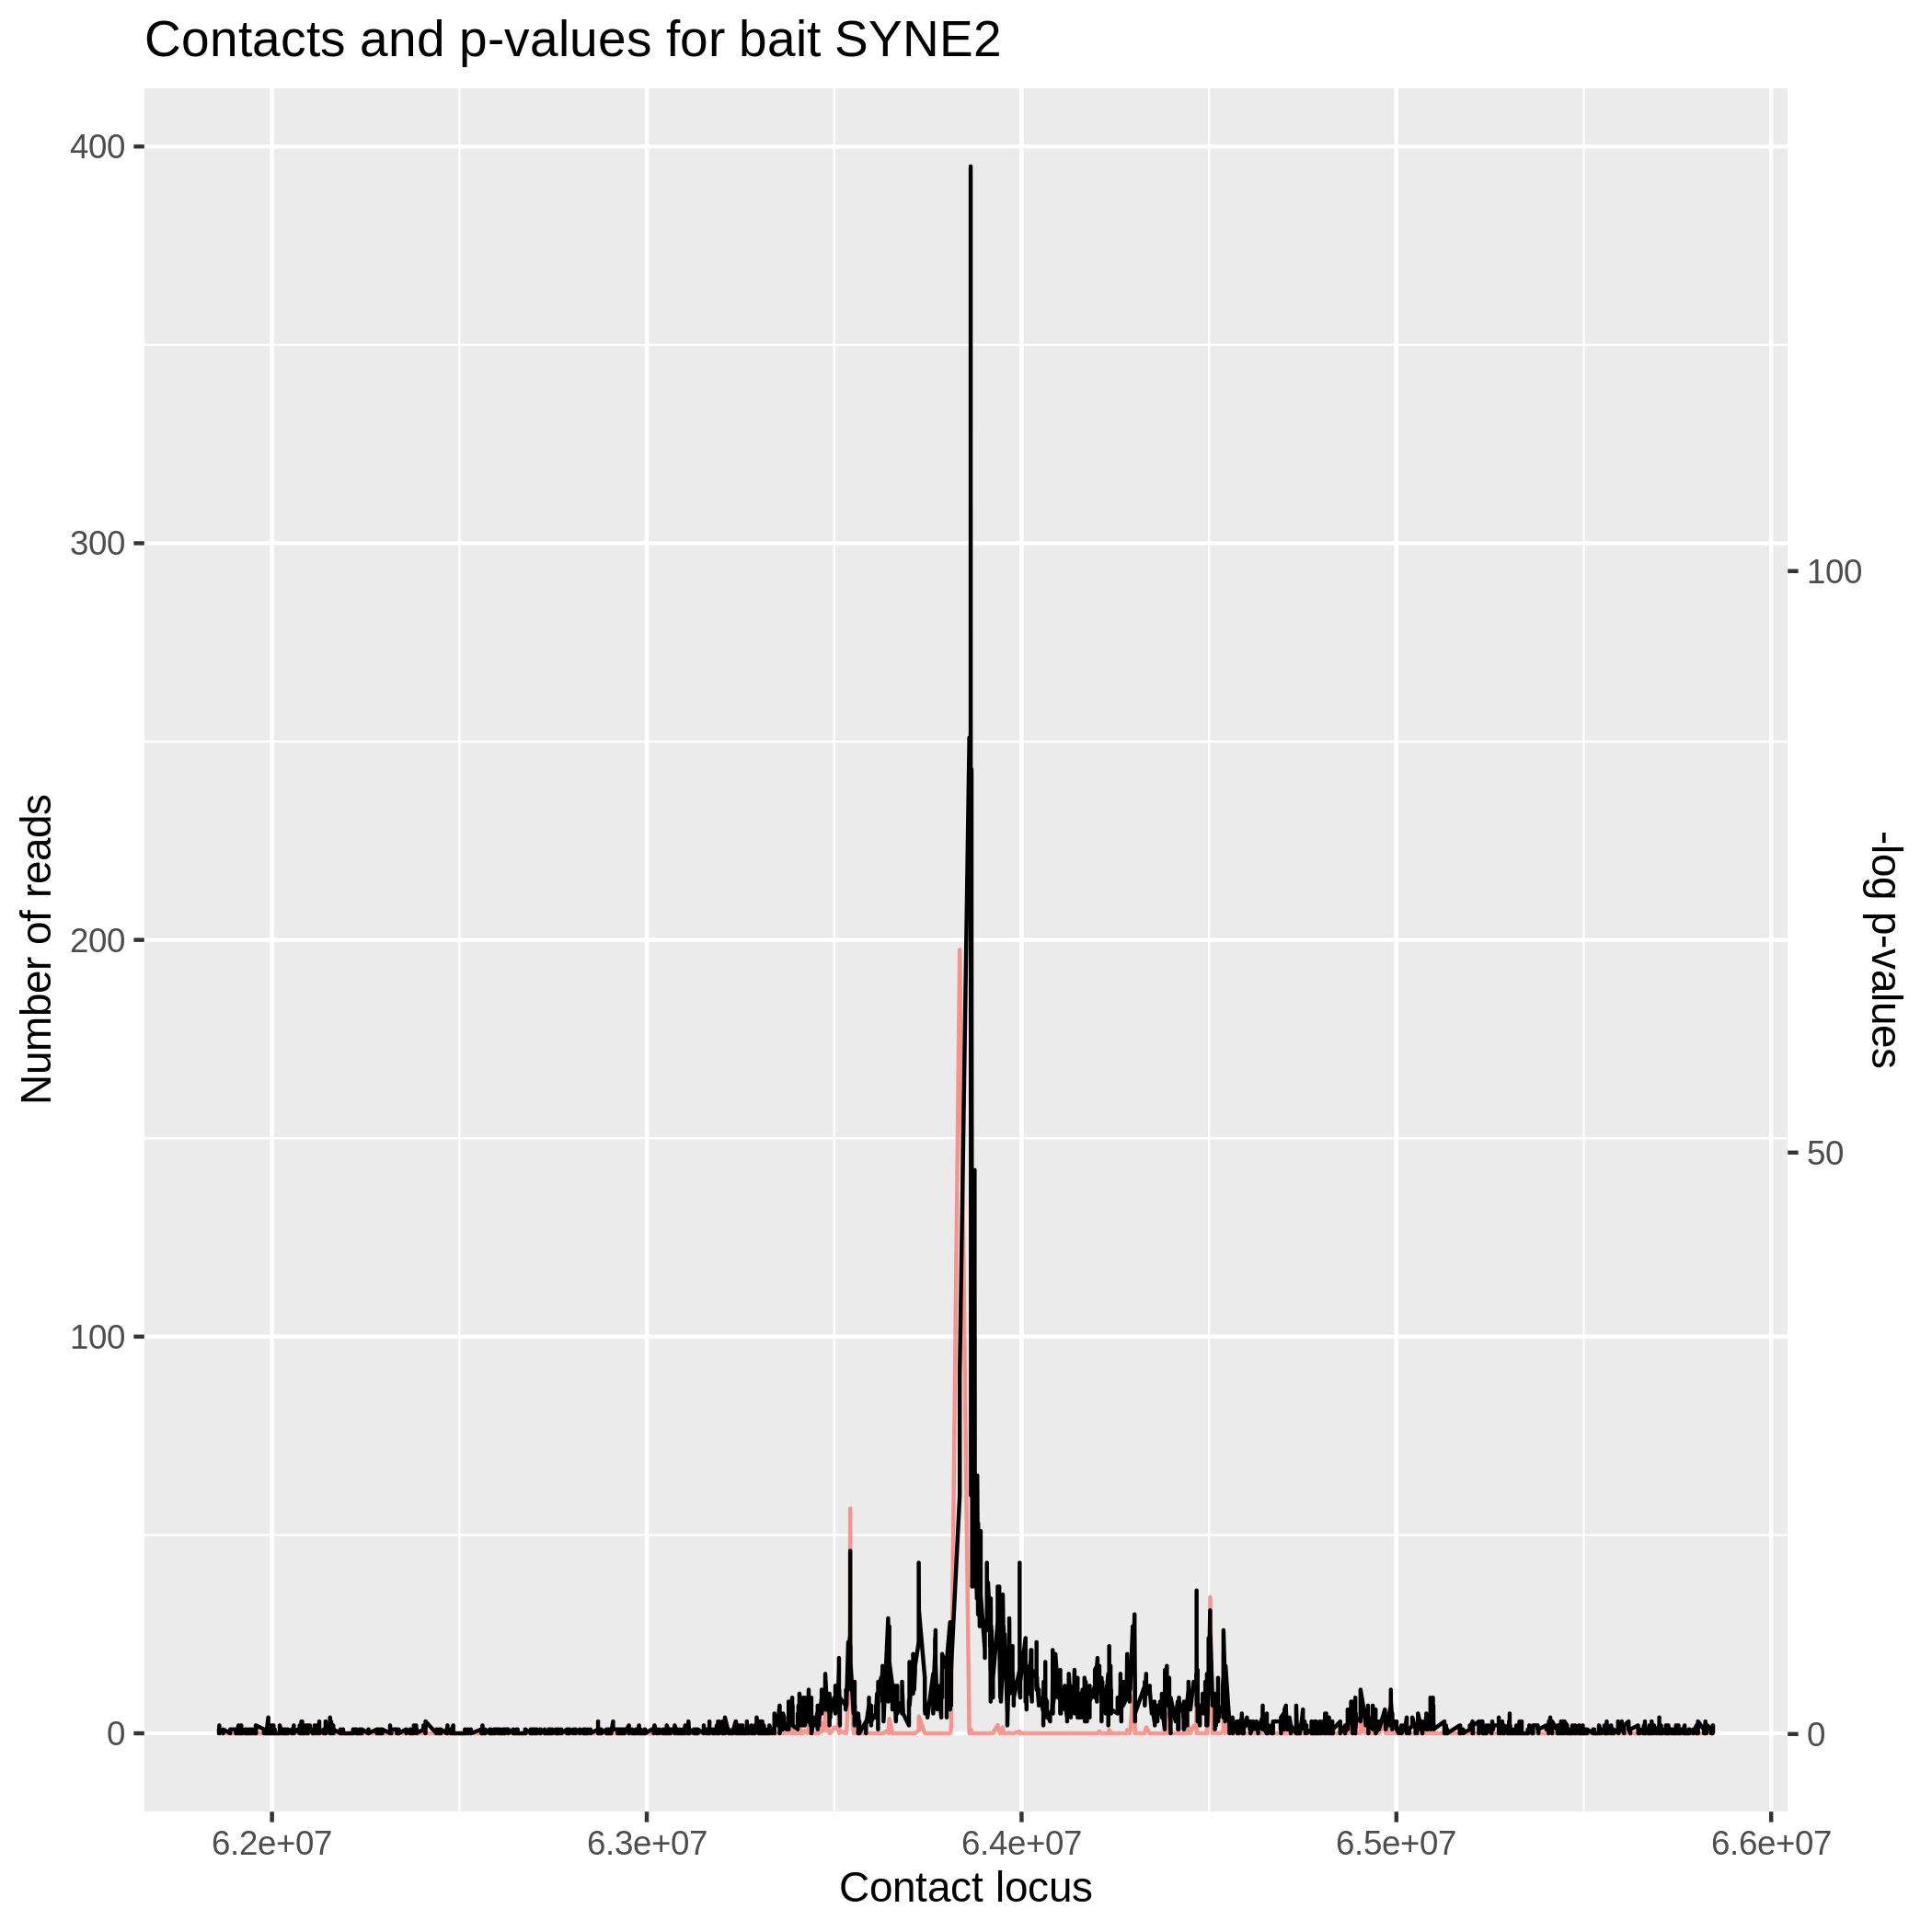 Contacts and p-values for bait SYNE2
400
300
200
100
0
Number of reads
100
50
0
-log p-values
6.2e+07
6.3e+07
6.4e+07
6.5e+07
6.6e+07
Contact locus